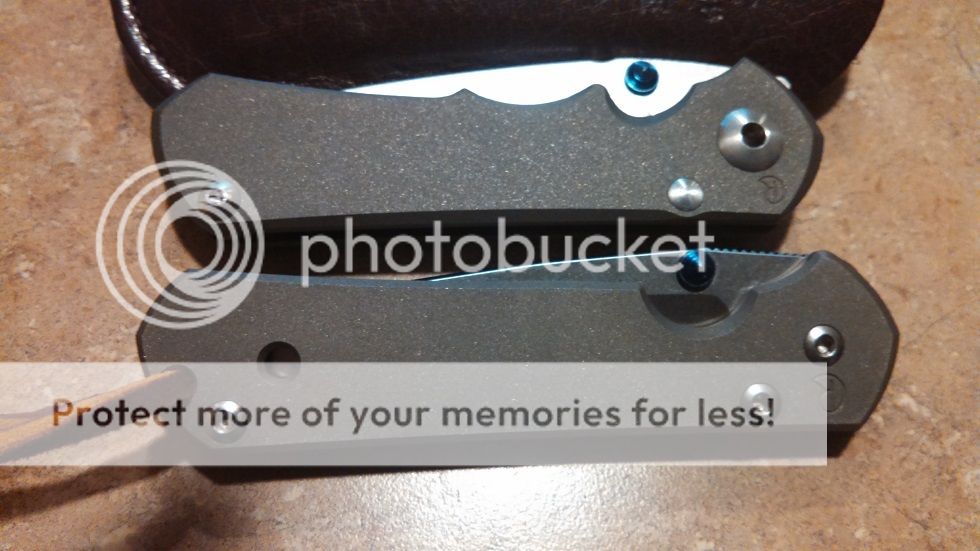 photobucket
Protect more of your memories for less!